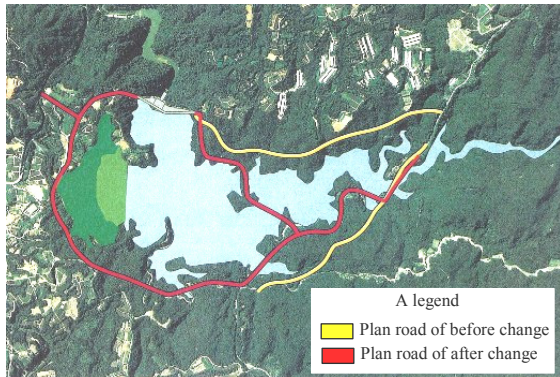 A legend
Plan road of before change
Plan road of after change